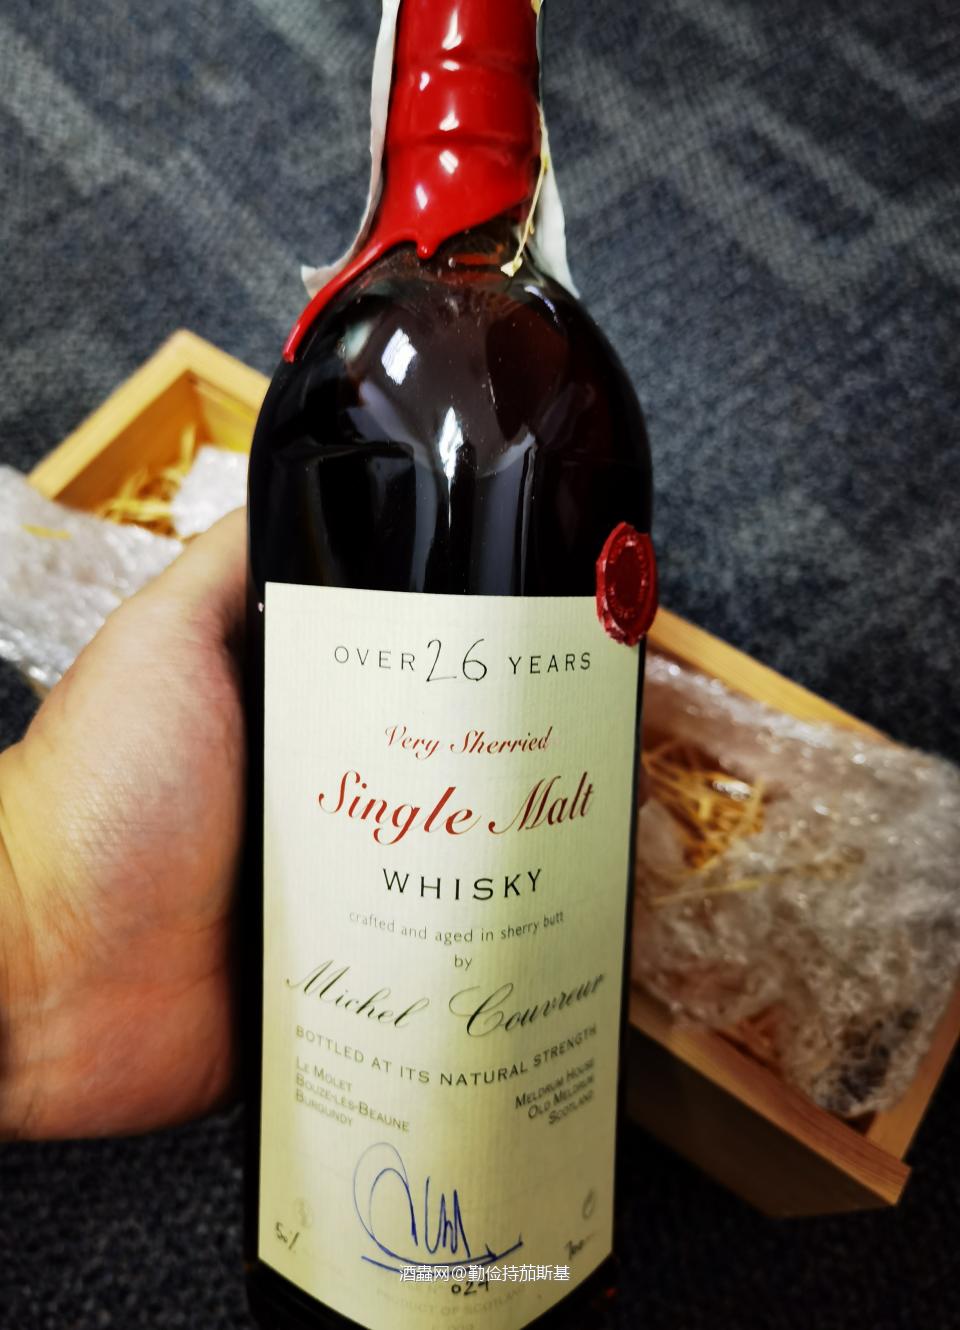 OVER 26 YEARS
Very Sherried
Single Malt
WHISKY
crafted and aged in sherry butt
by
Michel Couvreur
BOTTLED AT ITS NATURAL STRENGTH
LE MOLET
BOUZE-LÈS-BEAUNE
BURGUNDY
MELDRUM HOUSE
OLD MELDRUM
SCOTLAND
50%
酒蟲网@勤俭持茄斯基
PRODUCT OF SCOTLAND